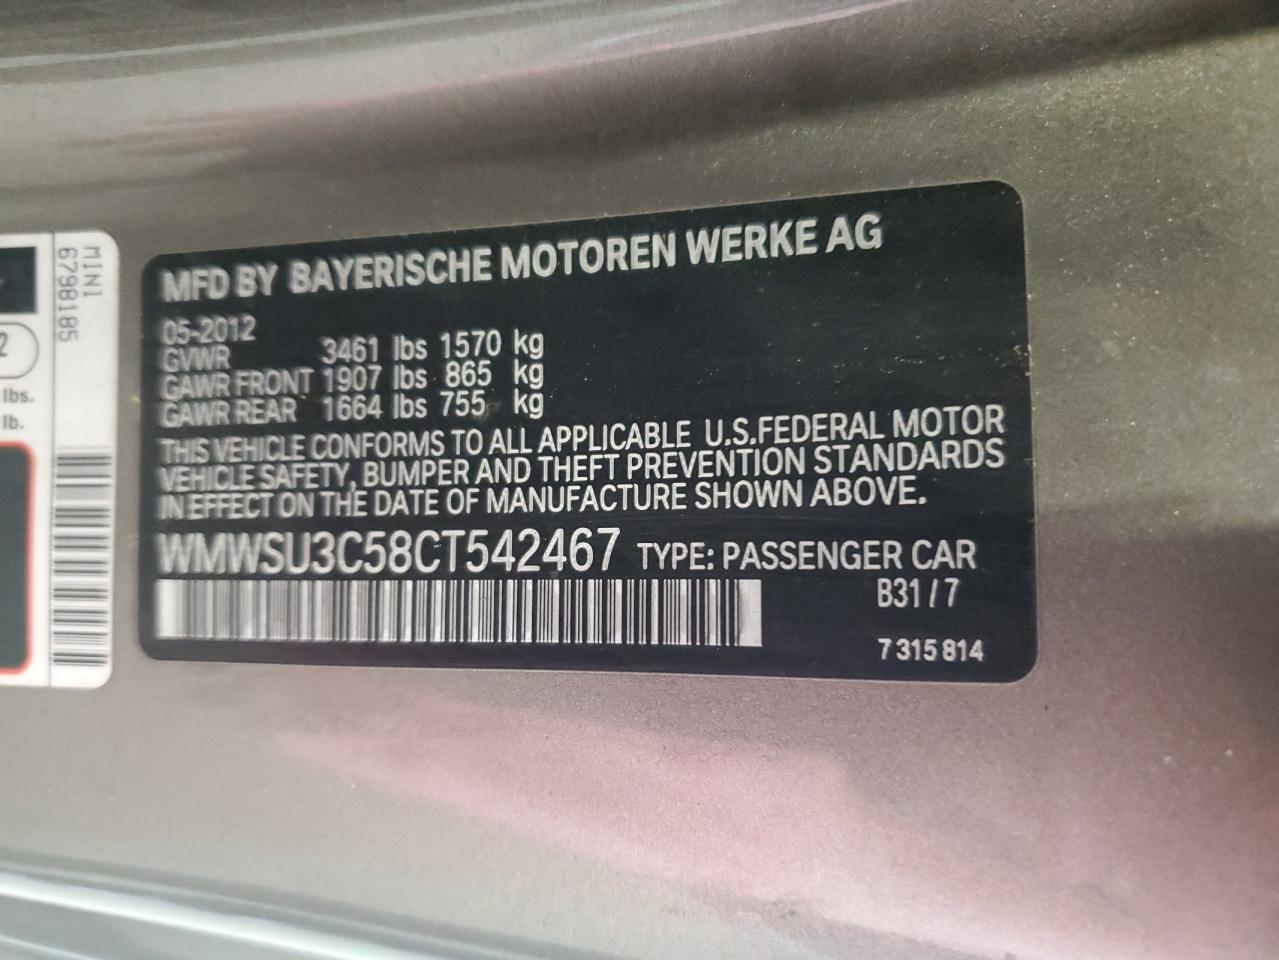 MINI
6798185
2
lbs.
lb.
MFD BY BAYERISCHE MOTOREN WERKE AG
05-2012
GVWR 3461 lbs 1570 kg
GAWR FRONT 1907 lbs 865 kg
GAWR REAR 1664 lbs 755 kg
THIS VEHICLE CONFORMS TO ALL APPLICABLE U.S.FEDERAL MOTOR
VEHICLE SAFETY, BUMPER AND THEFT PREVENTION STANDARDS
IN EFFECT ON THE DATE OF MANUFACTURE SHOWN ABOVE.
WMWSU3C58CT542467 TYPE: PASSENGER CAR
B31/7
7 315 814